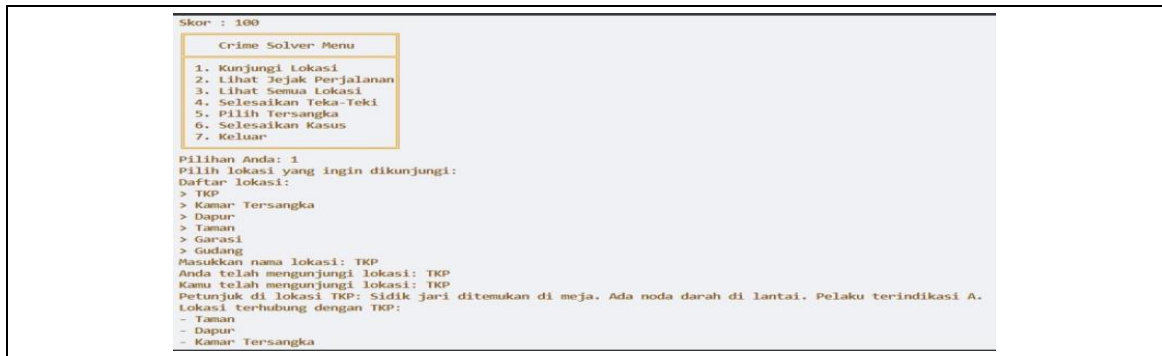 Skor : 100
Crime Solver Menu
1. Kunjungi Lokasi
2. Lihat Jejak Perjalanan
3. Lihat Semua Lokasi
4. Selesaikan Teka-Teki
5. Pilih Tersangka
6. Selesaikan Kasus
7. Keluar
Pilihan Anda: 1
Pilih lokasi yang ingin dikunjungi:
Daftar lokasi:
> TKP
> Kamar Tersangka
> Dapur
> Taman
> Garasi
> Gudang
Masukkan nama lokasi: TKP
Anda telah mengunjungi lokasi: TKP
Kamu telah mengunjungi lokasi: TKP
Petunjuk di lokasi TKP: Sidik jari ditemukan di meja. Ada noda darah di lantai. Pelaku terindikasi A.
Lokasi terhubung dengan TKP:
- Taman
- Dapur
- Kamar Tersangka